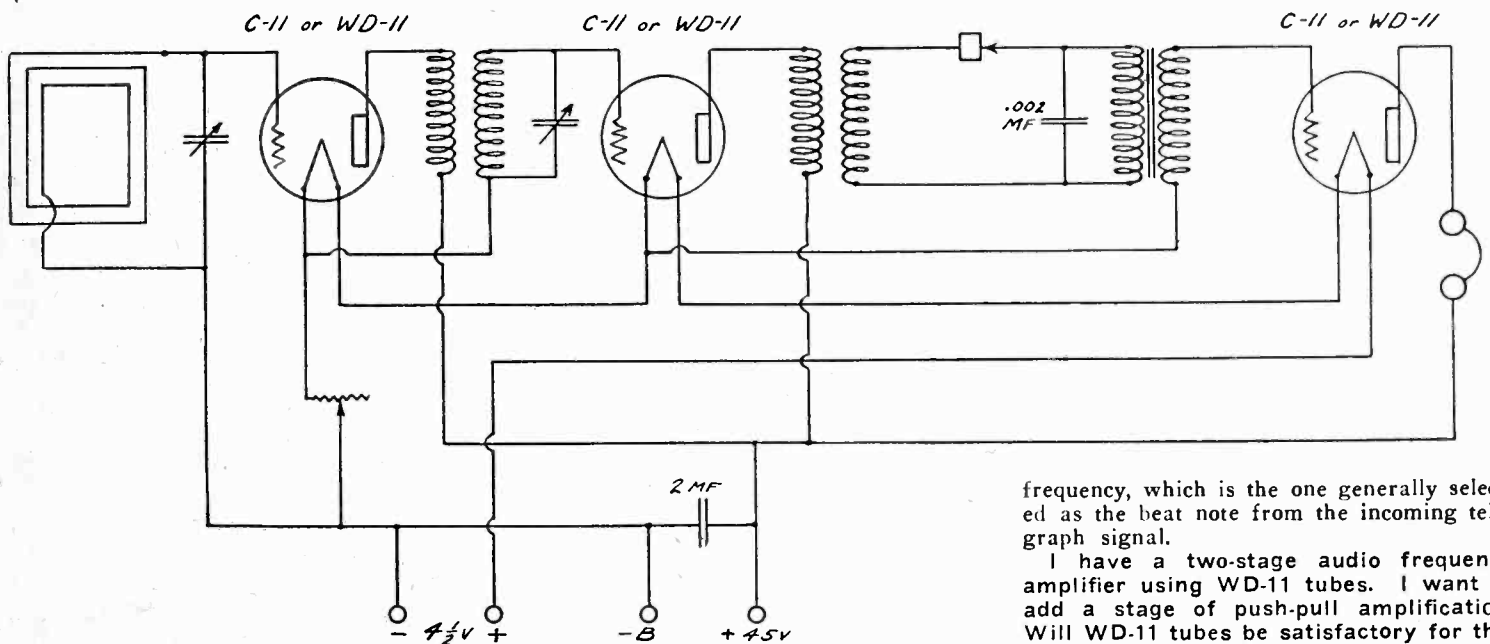 C-11 or WD-11
C-11 or WD-11
C-11 or WD-11
.002
MF
2 MF
- 4½V +
-B
+ 45V
frequency, which is the one generally selec
ed as the beat note from the incoming te
graph signal.
I have a two-stage audio frequen
amplifier using WD-11 tubes. I want
add a stage of push-pull amplificatio
Will WD-11 tubes be satisfactory for th